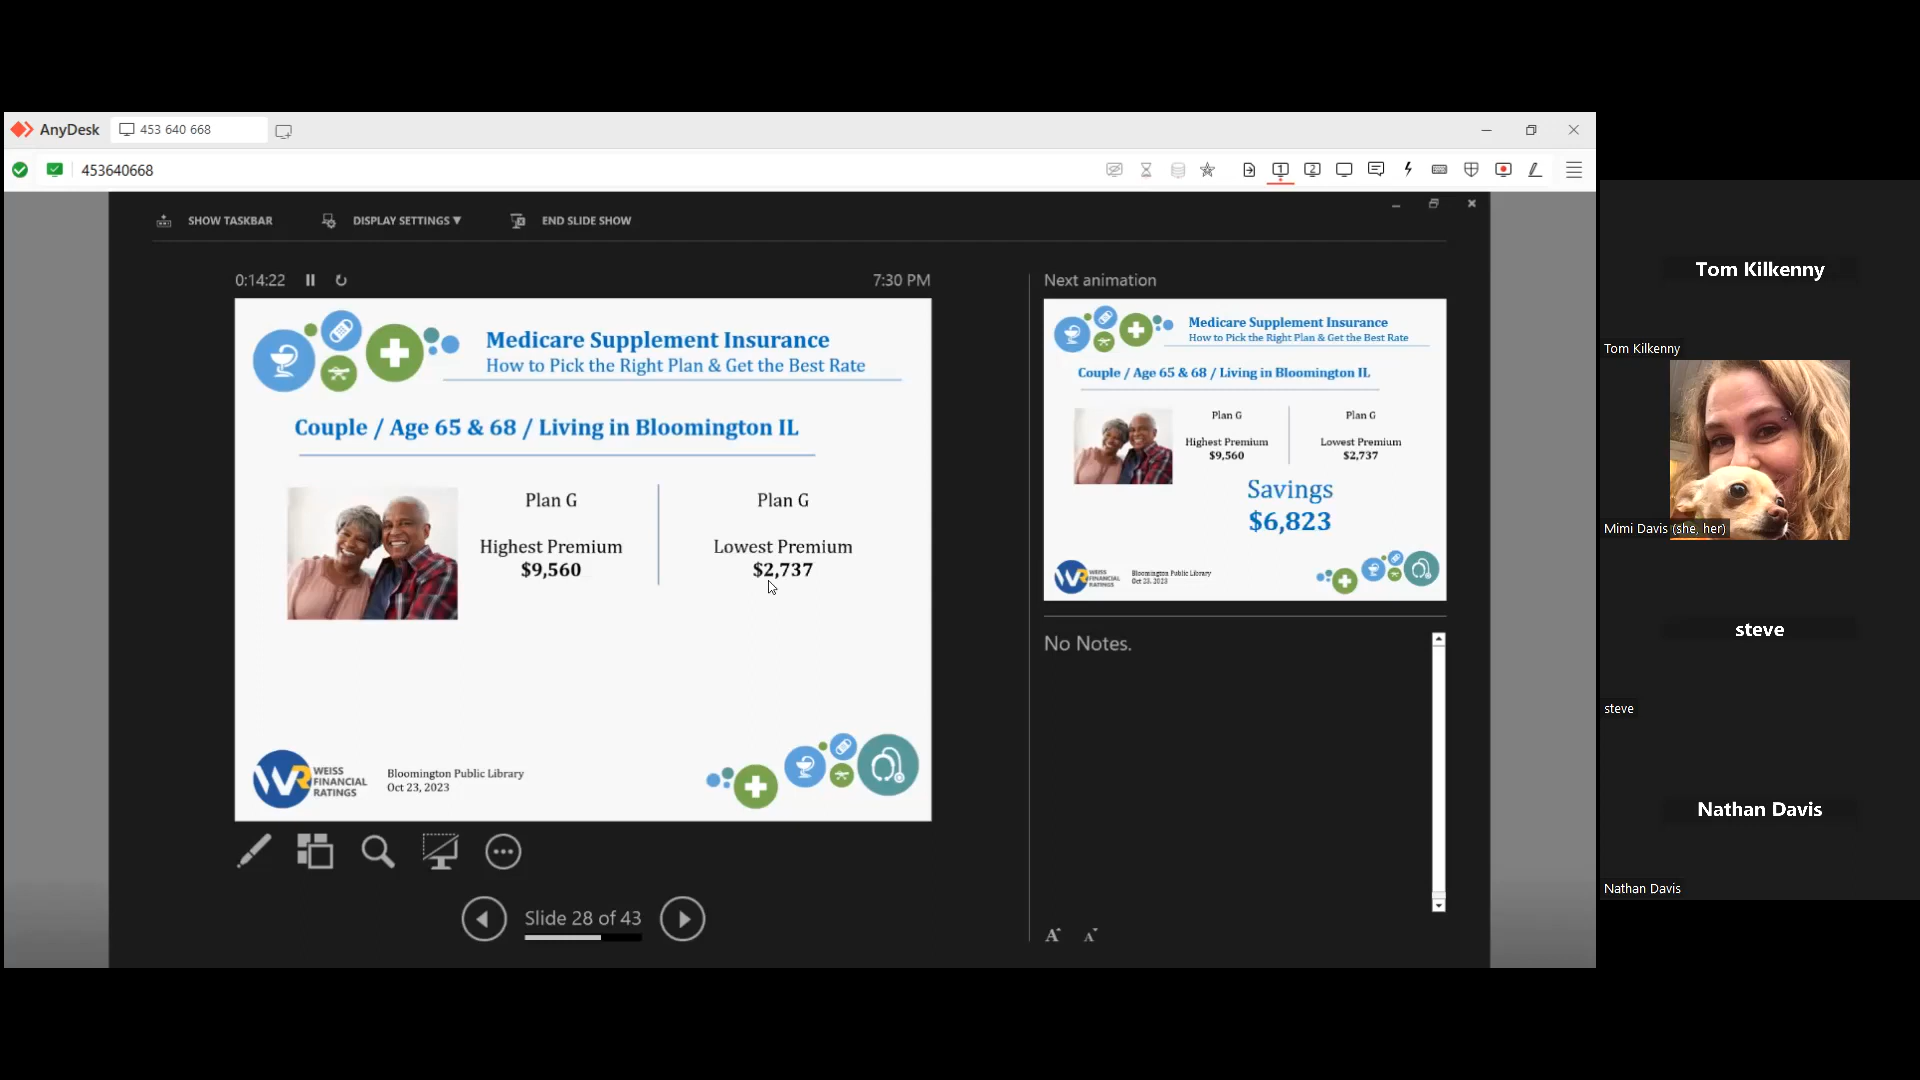 AnyDesk
453 640 668
453640668
1
2
SHOW TASKBAR
DISPLAY SETTINGS ▼
END SLIDE SHOW
0:14:22
7:30 PM
Medicare Supplement Insurance
How to Pick the Right Plan & Get the Best Rate
Couple / Age 65 & 68 / Living in Bloomington IL
Plan G
Highest Premium
$9,560
Plan G
Lowest Premium
$2,737
WR
WEISS
FINANCIAL
RATINGS
Bloomington Public Library
Oct 23, 2023
Slide 28 of 43
Next animation
Medicare Supplement Insurance
How to Pick the Right Plan & Get the Best Rate
Couple / Age 65 & 68 / Living in Bloomington IL
Plan G
Highest Premium
$9,560
Plan G
Lowest Premium
$2,737
Savings
$6,823
WR
WEISS
FINANCIAL
RATINGS
Bloomington Public Library
Oct 23, 2023
No Notes.
A
A
Tom Kilkenny
Tom Kilkenny
Mimi Davis (she, her)
steve
steve
Nathan Davis
Nathan Davis